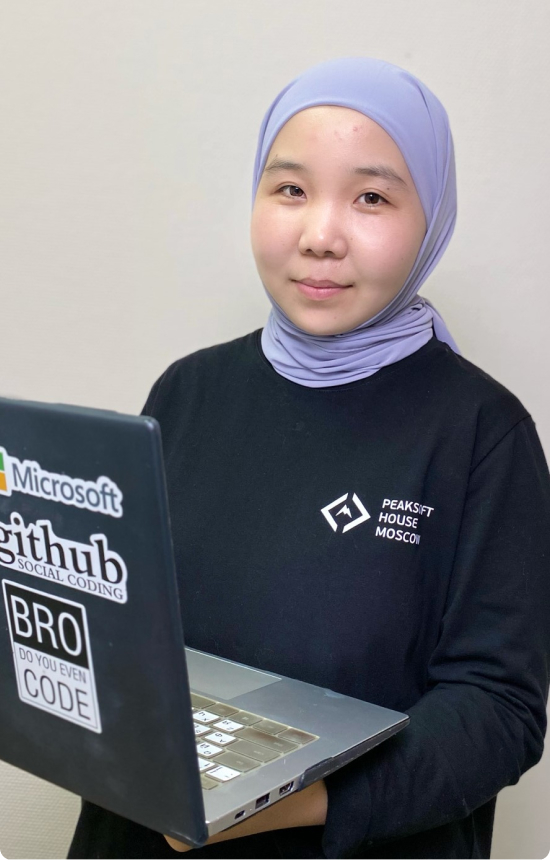 Microsoft
github
SOCIAL CODING
BRO
DO YOU EVEN
CODE
PEAKSOFT
HOUSE
MOSCOW